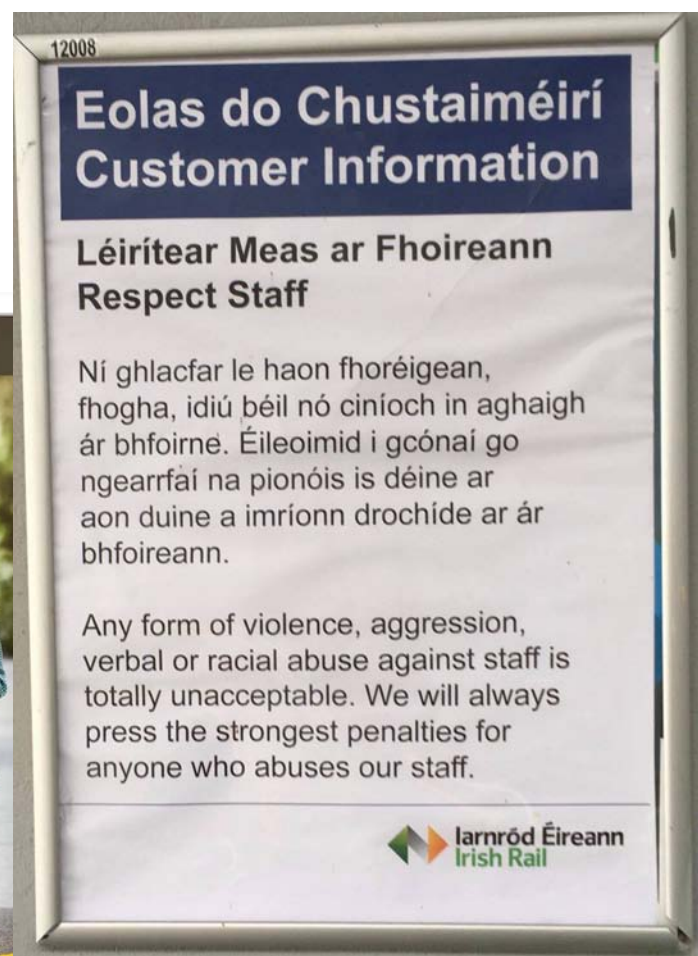 12008
Eolas do Chustaiméirí
Customer Information
Léirítear Meas ar Fhoireann
Respect Staff
Ní ghlacfar le haon fhoréigean,
fhogha, idiú béil nó ciníoch in aghaigh
ár bhfoirne. Éileoimid i gcónaí go
ngearrfaí na pionóis is déine ar
aon duine a imríonn drochíde ar ár
bhfoireann.
Any form of violence, aggression,
verbal or racial abuse against staff is
totally unacceptable. We will always
press the strongest penalties for
anyone who abuses our staff.
Iarnród Éireann
Irish Rail